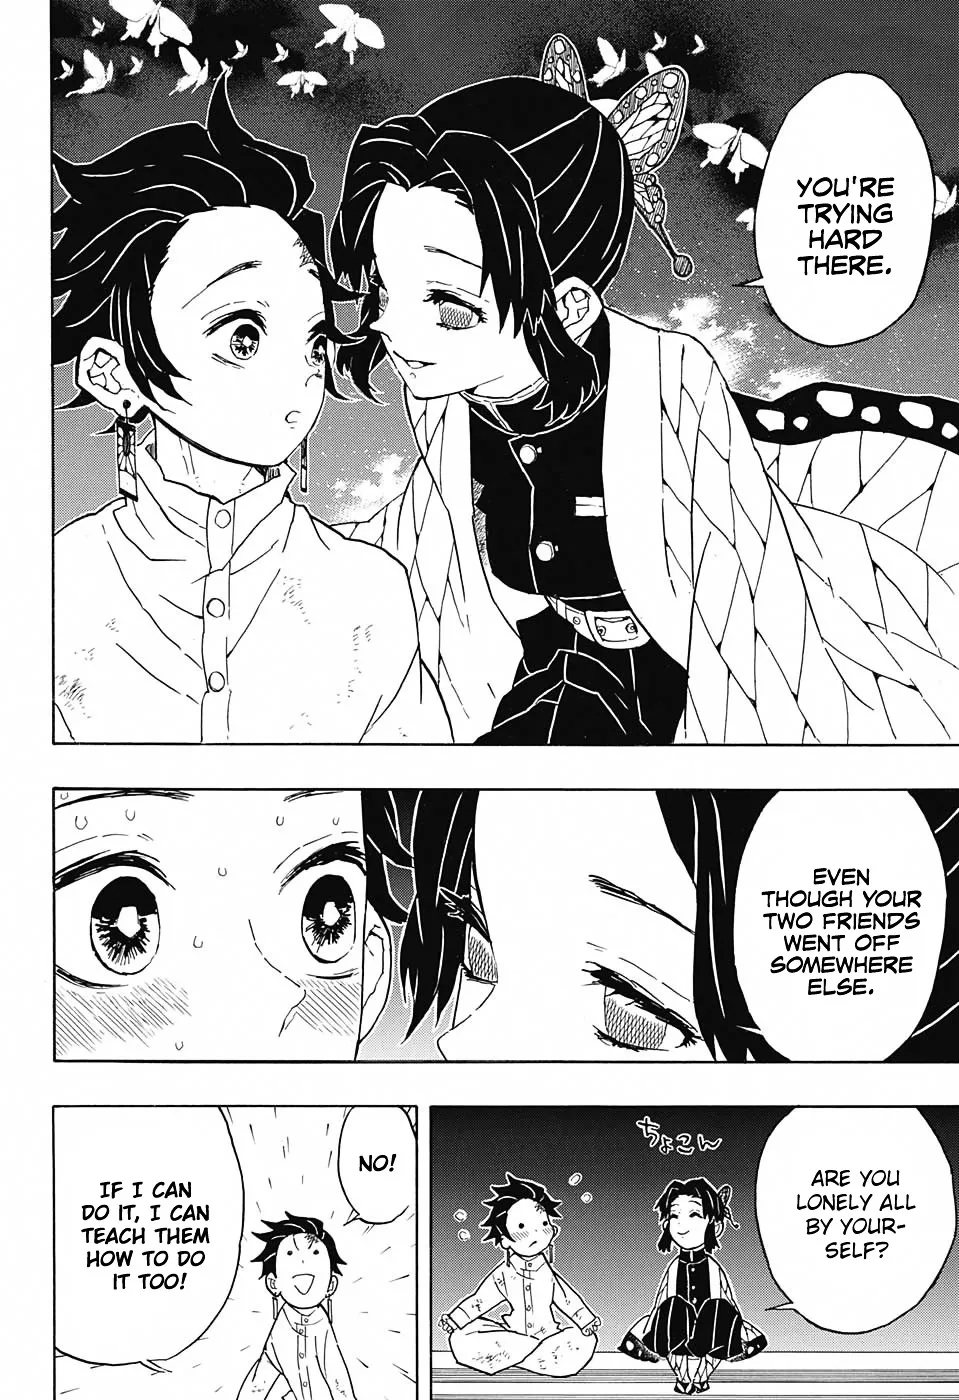 YOU'RE
TRYING
HARD
THERE.
EVEN
THOUGH YOUR
TWO FRIENDS
WENT OFF
SOMEWHERE
ELSE.
ARE YOU
LONELY ALL
BY YOUR-
SELF?
ちょこん
NO!
IF I CAN
DO IT, I CAN
TEACH THEM
HOW TO DO
IT TOO!